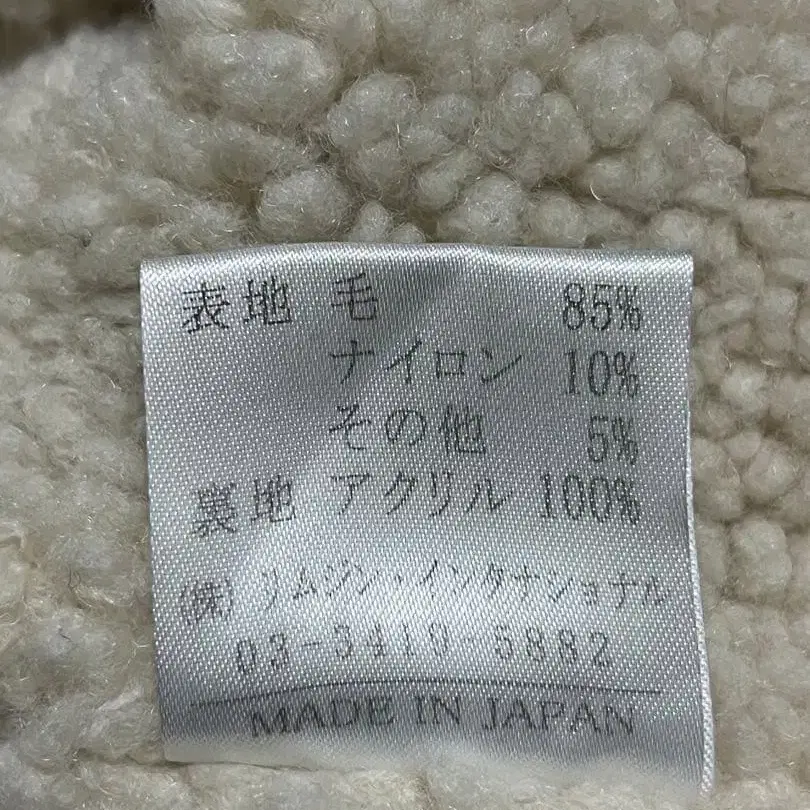 表地 毛 85%
ナイロン 10%
その他 5%
裏地 アクリル 100%
(株)リムジン・インタナショナル
03-5419-5882
MADE IN JAPAN